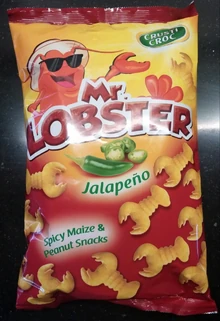 CRUSTI
CROC
Mr.
LOBSTER
Jalapeño
Spicy Maize &
Peanut Snacks